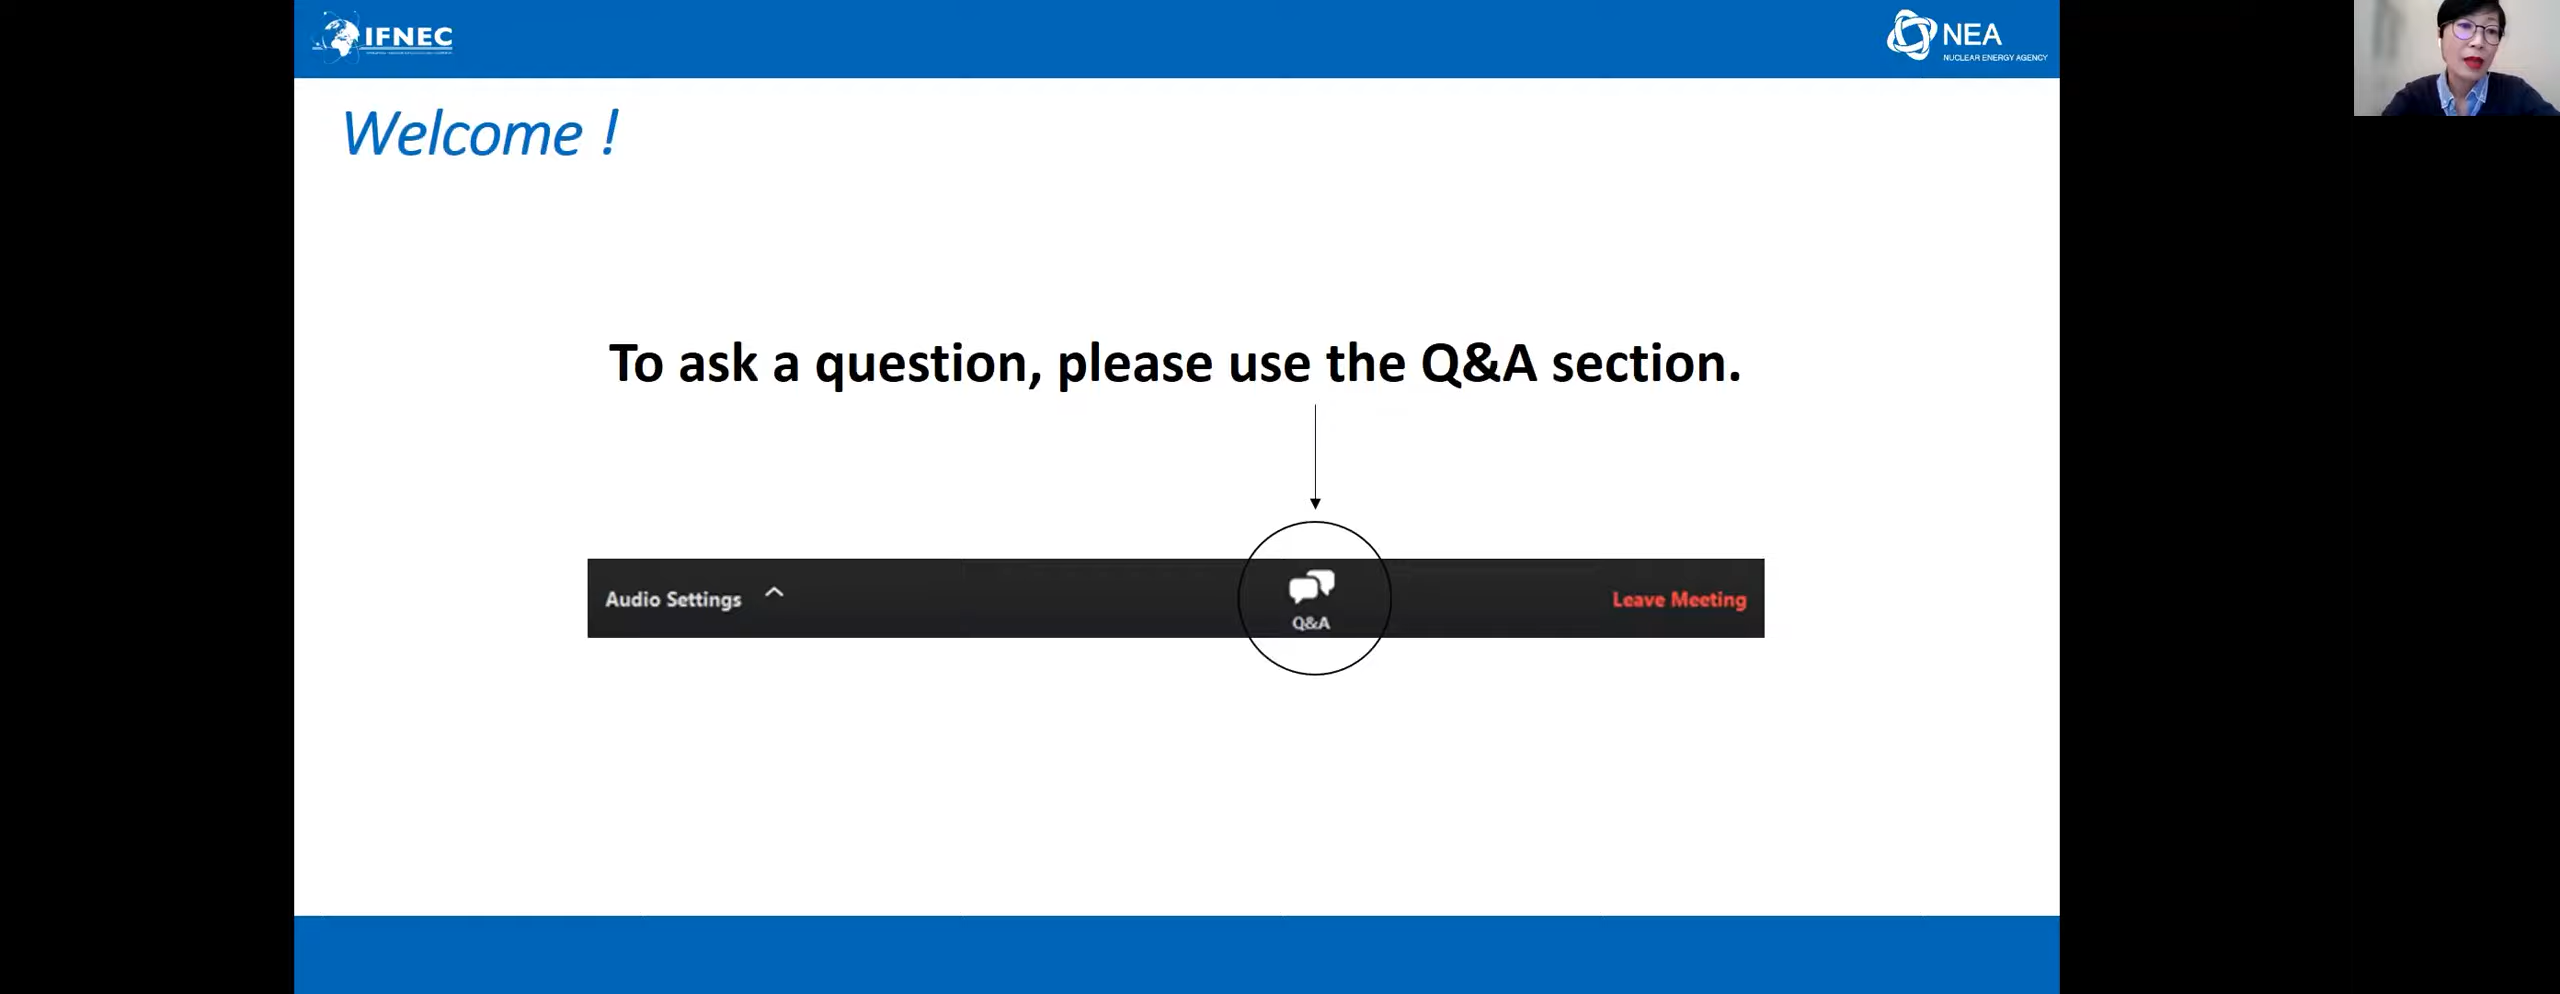 IFNEC
NEA
NUCLEAR ENERGY AGENCY
Welcome !
To ask a question, please use the Q&A section.
Audio Settings
Q&A
Leave Meeting